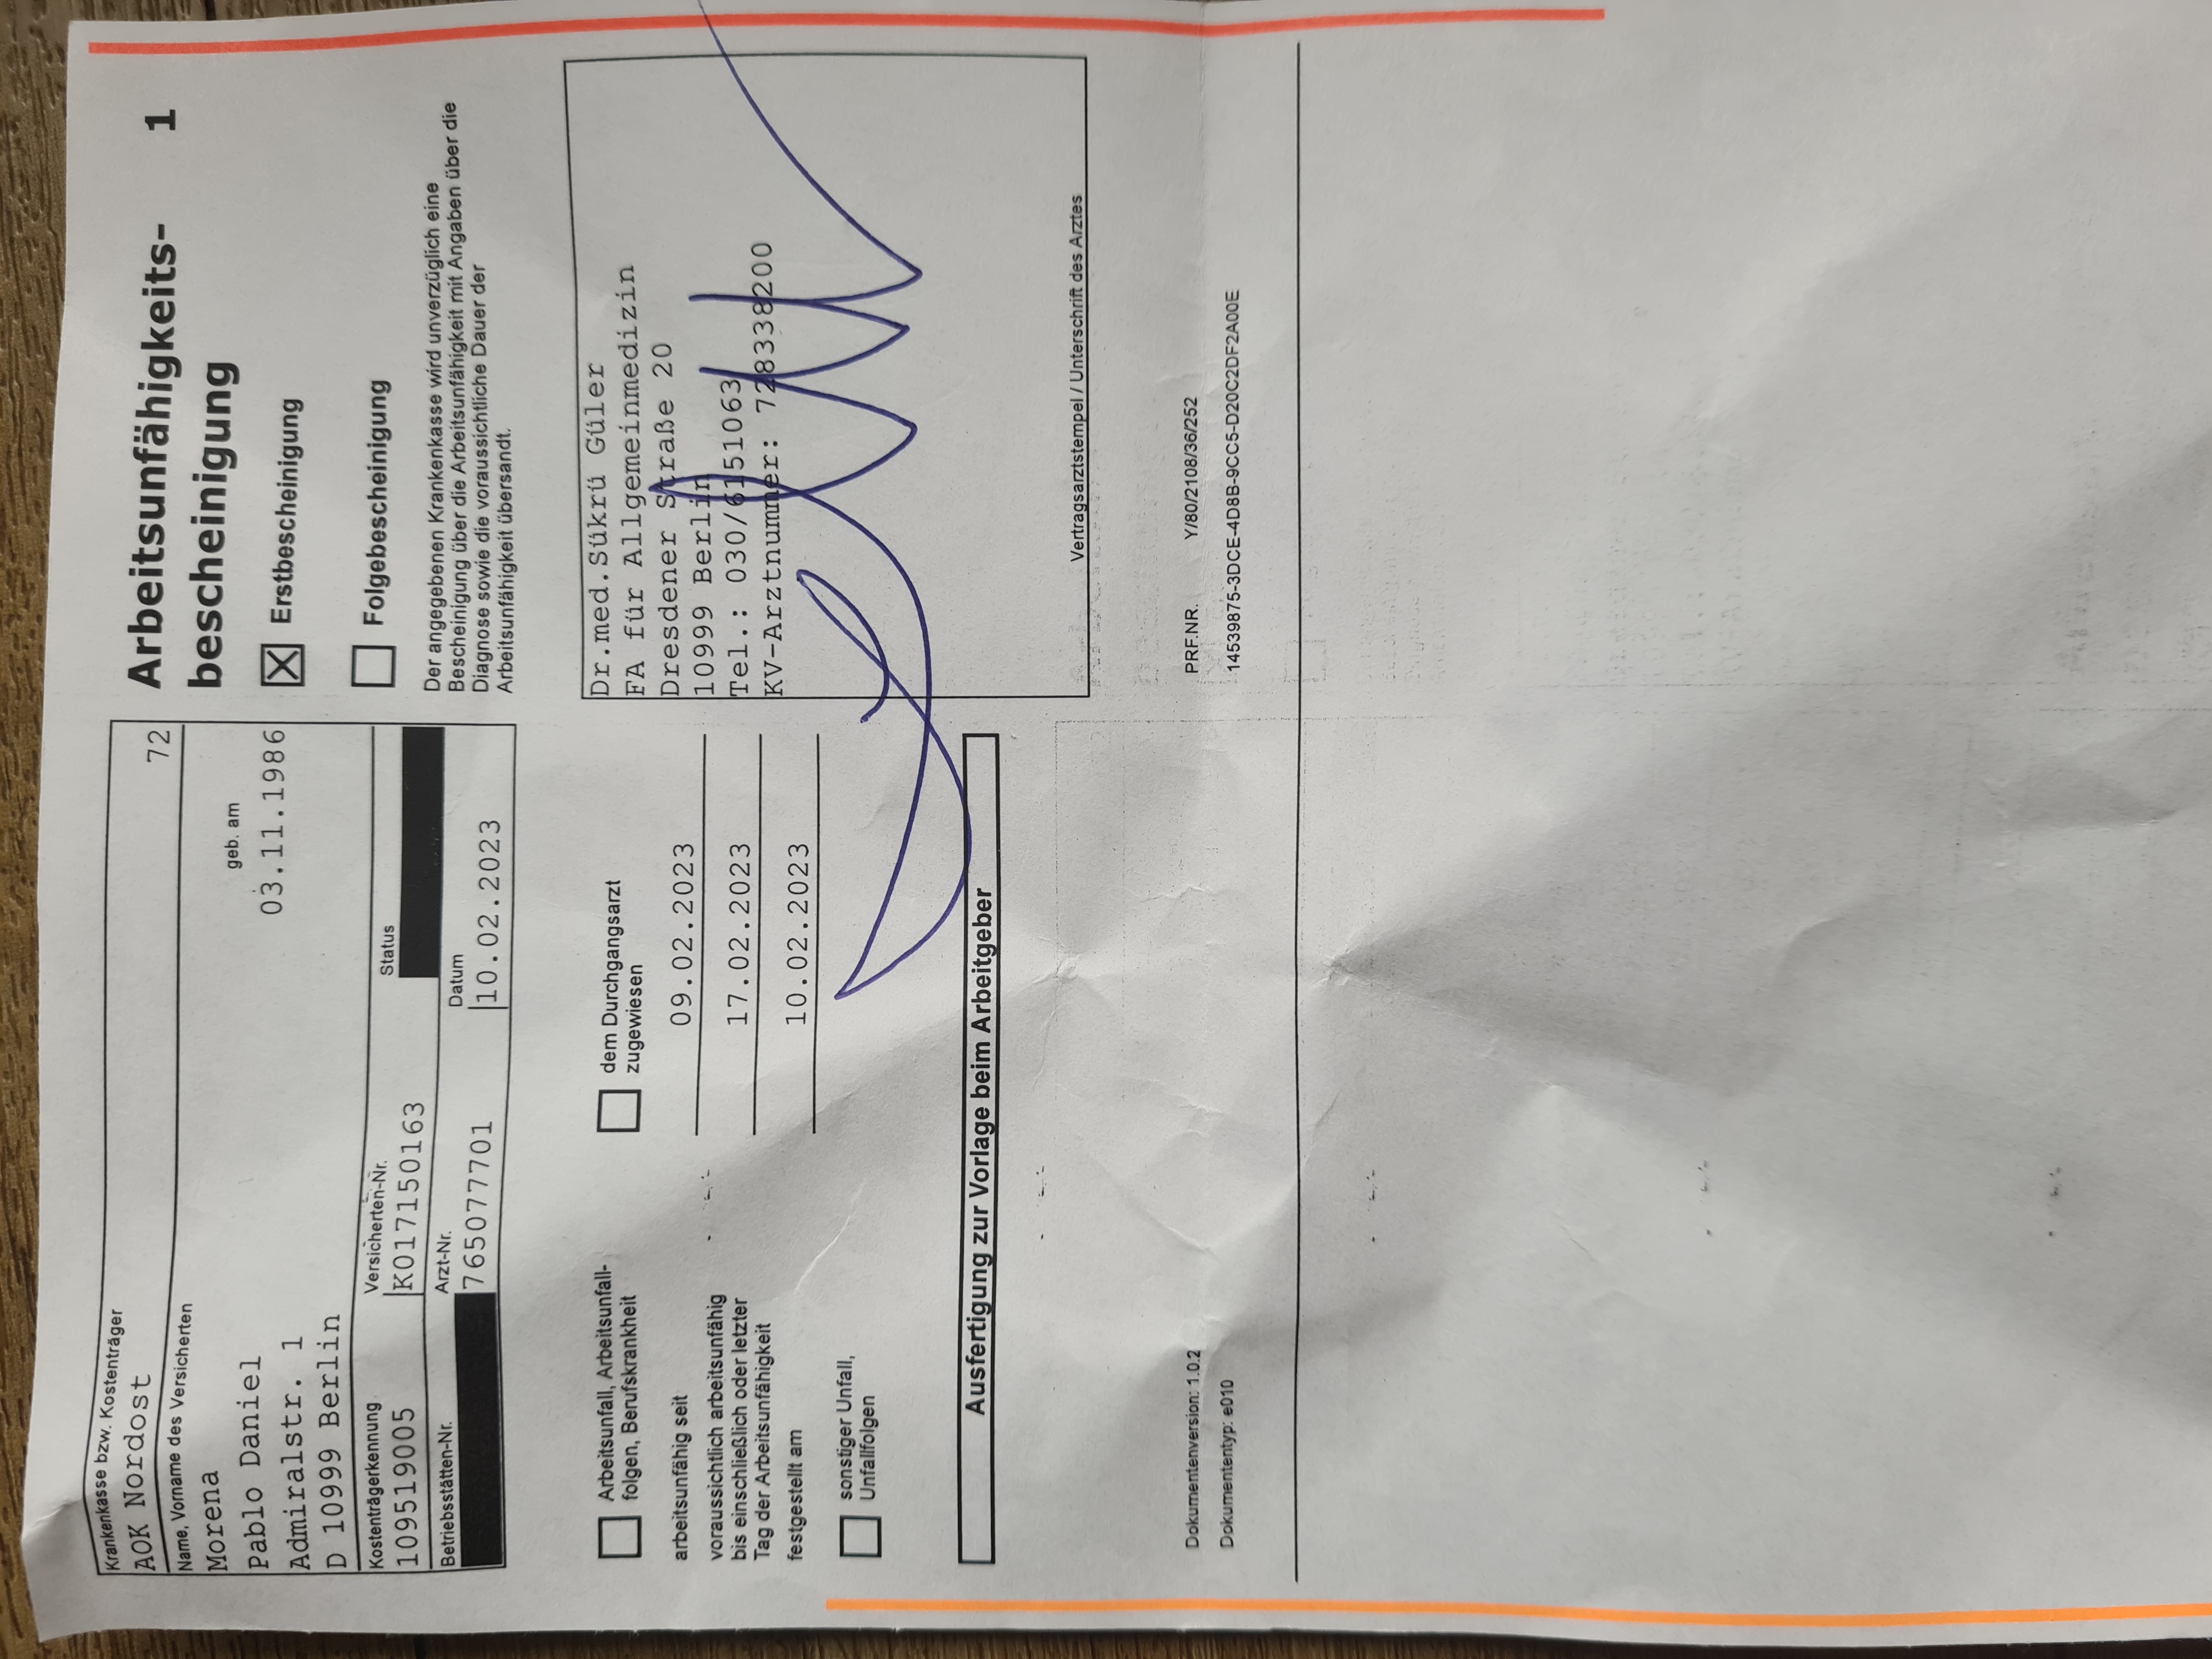 Krankenkasse bzw. Kostenträger
AOK Nordost 72
Name, Vorname des Versicherten
Morena
geb. am
Pablo Daniel 03.11.1986
Admiralstr. 1
D 10999 Berlin
Kostenträgerkennung Versicherten-Nr. Status
109519005 K017150163
Betriebsstätten-Nr. Arzt-Nr. Datum
765077701 10.02.2023
Arbeitsunfähigkeits-
bescheinigung 1
Erstbescheinigung
Folgebescheinigung
Der angegebenen Krankenkasse wird unverzüglich eine
Bescheinigung über die Arbeitsunfähigkeit mit Angaben über die
Diagnose sowie die voraussichtliche Dauer der
Arbeitsunfähigkeit übersandt.
Arbeitsunfall, Arbeitsunfall-
folgen, Berufskrankheit
dem Durchgangsarzt
zugewiesen
arbeitsunfähig seit 09.02.2023
voraussichtlich arbeitsunfähig
bis einschließlich oder letzter 17.02.2023
Tag der Arbeitsunfähigkeit
festgestellt am 10.02.2023
sonstiger Unfall,
Unfallfolgen
Dr.med.Sükrü Güler
FA für Allgemeinmedizin
Dresdener Straße 20
10999 Berlin
Tel.: 030/6151063
KV-Arztnummer: 728338200
Vertragsarztstempel / Unterschrift des Arztes
Ausfertigung zur Vorlage beim Arbeitgeber
Dokumentenversion: 1.0.2 PRF.NR. Y/80/2108/36/252
Dokumententyp: e010 14539875-3DCE-4D8B-9CC5-D20C2DF2A00E